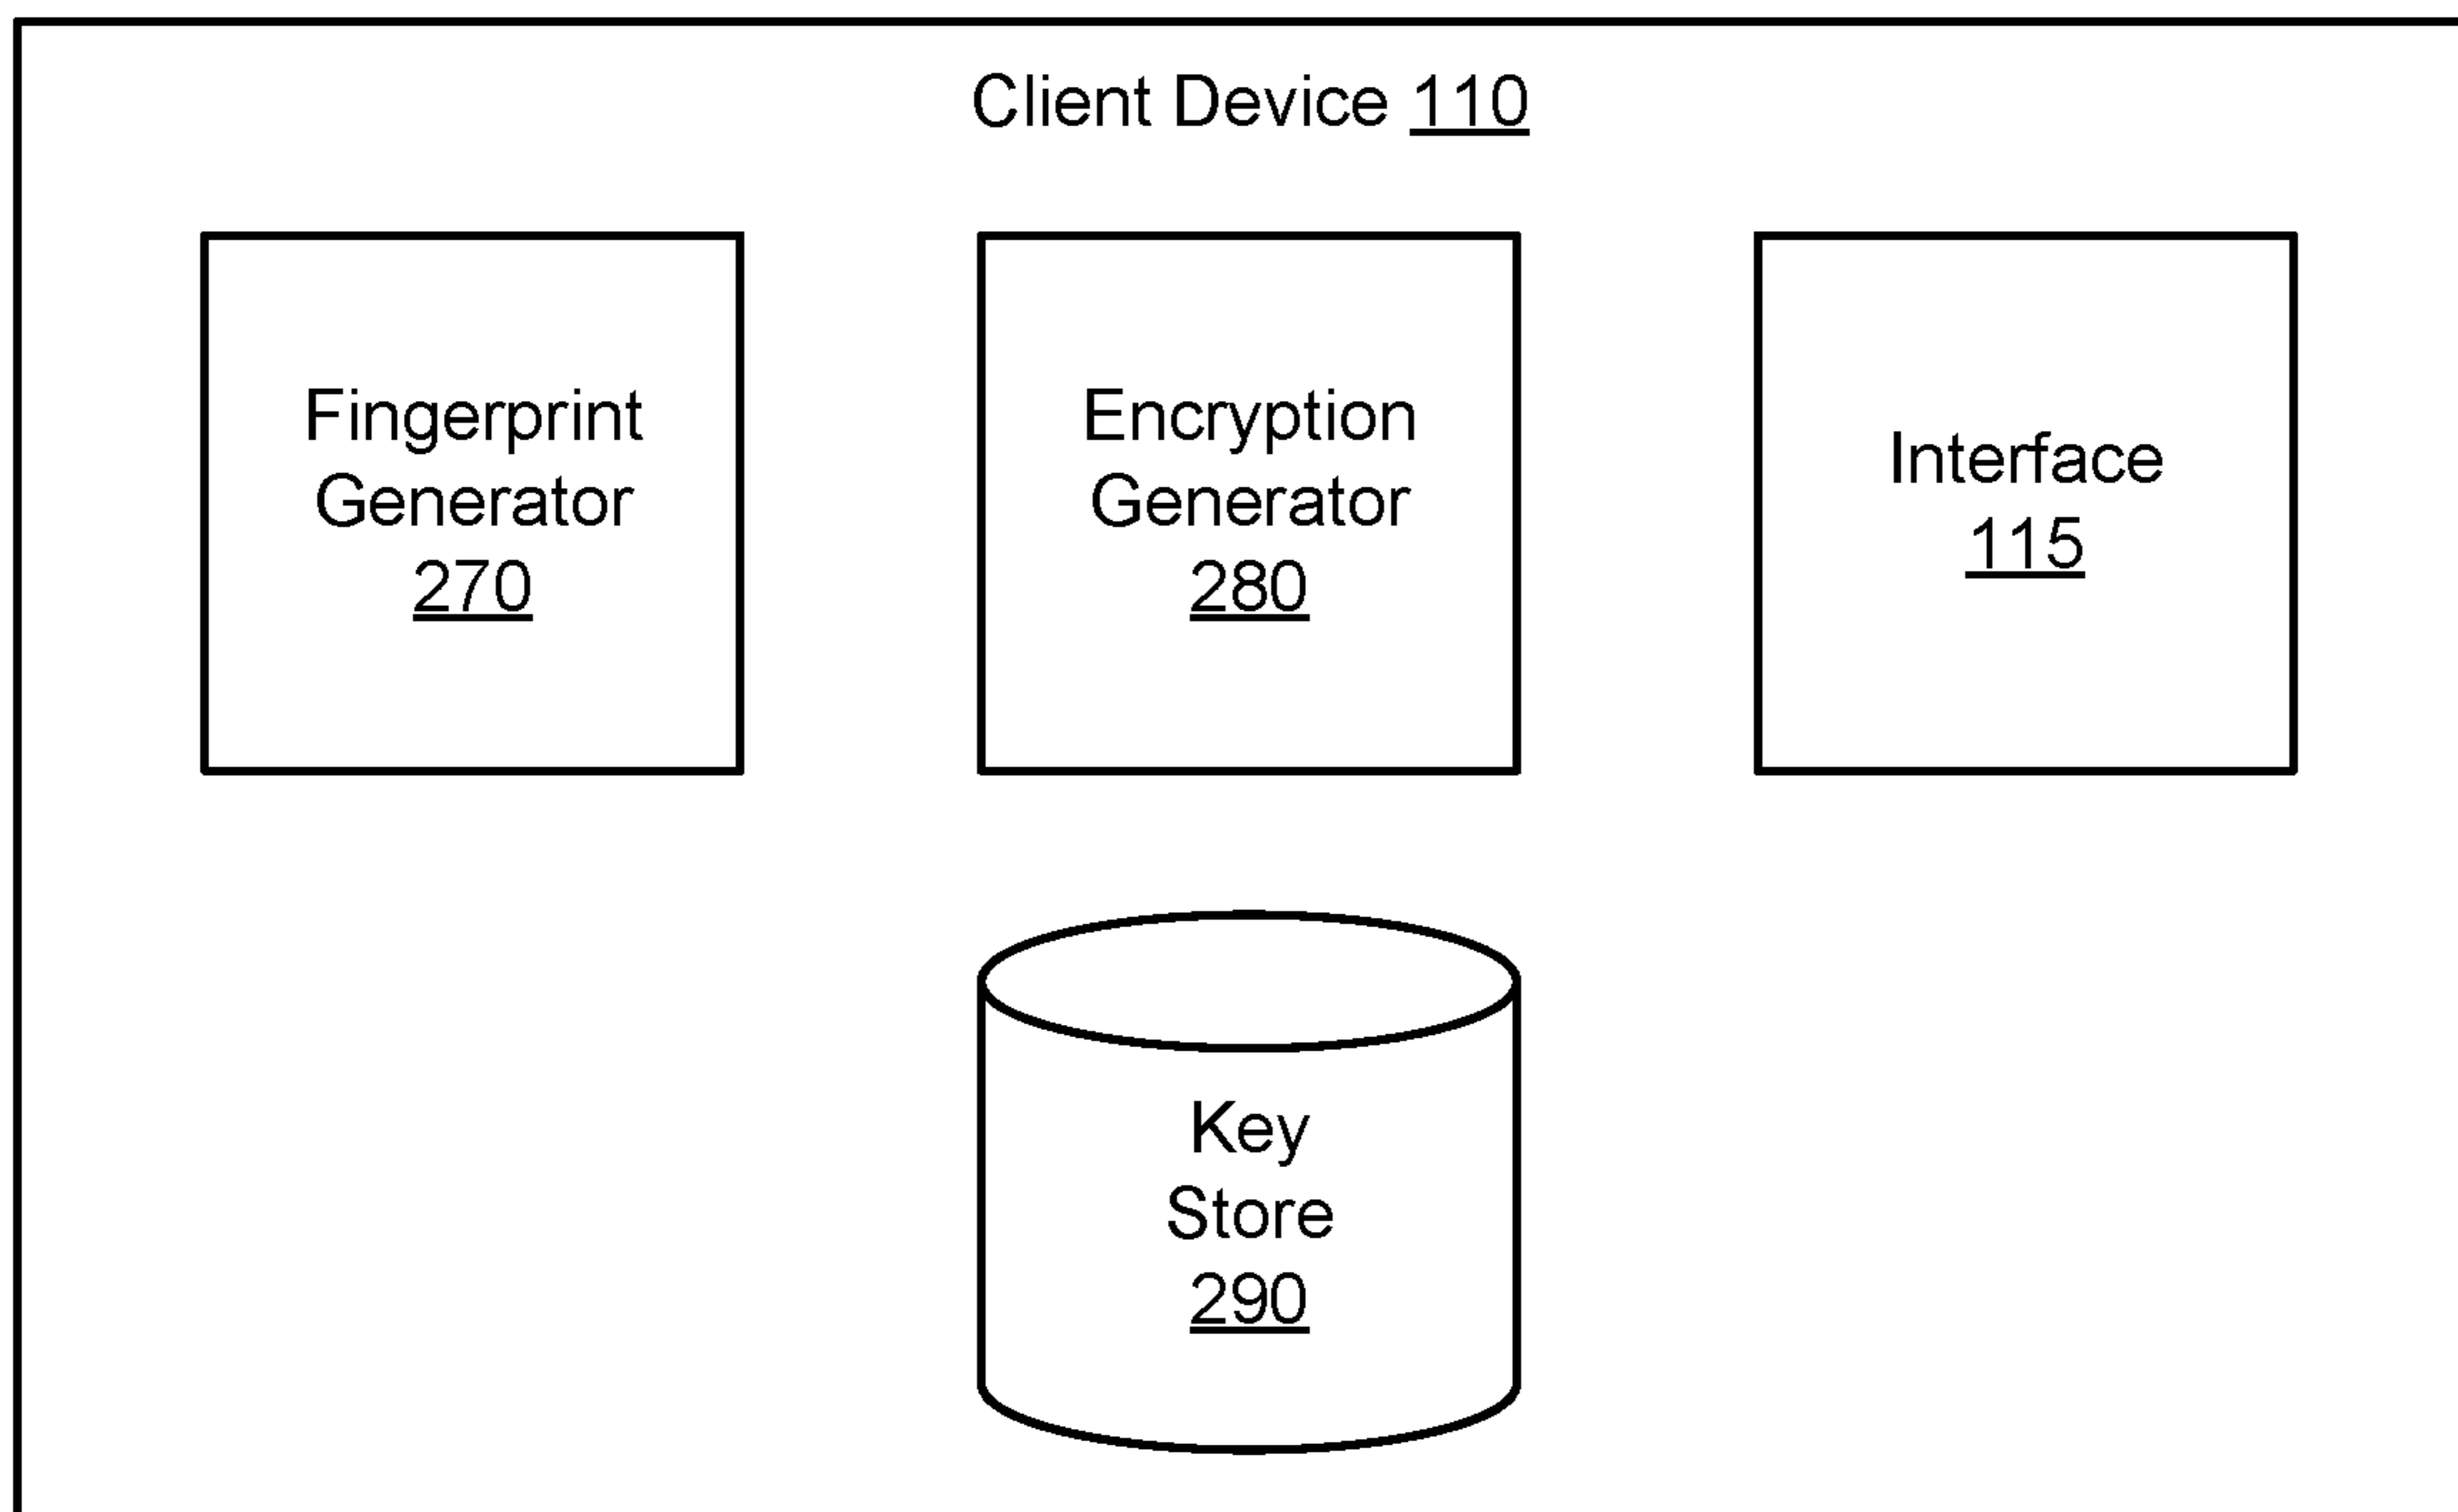 Client Device 110
Fingerprint
Generator
270
Encryption
Generator
280
Interface
115
Key
Store
290